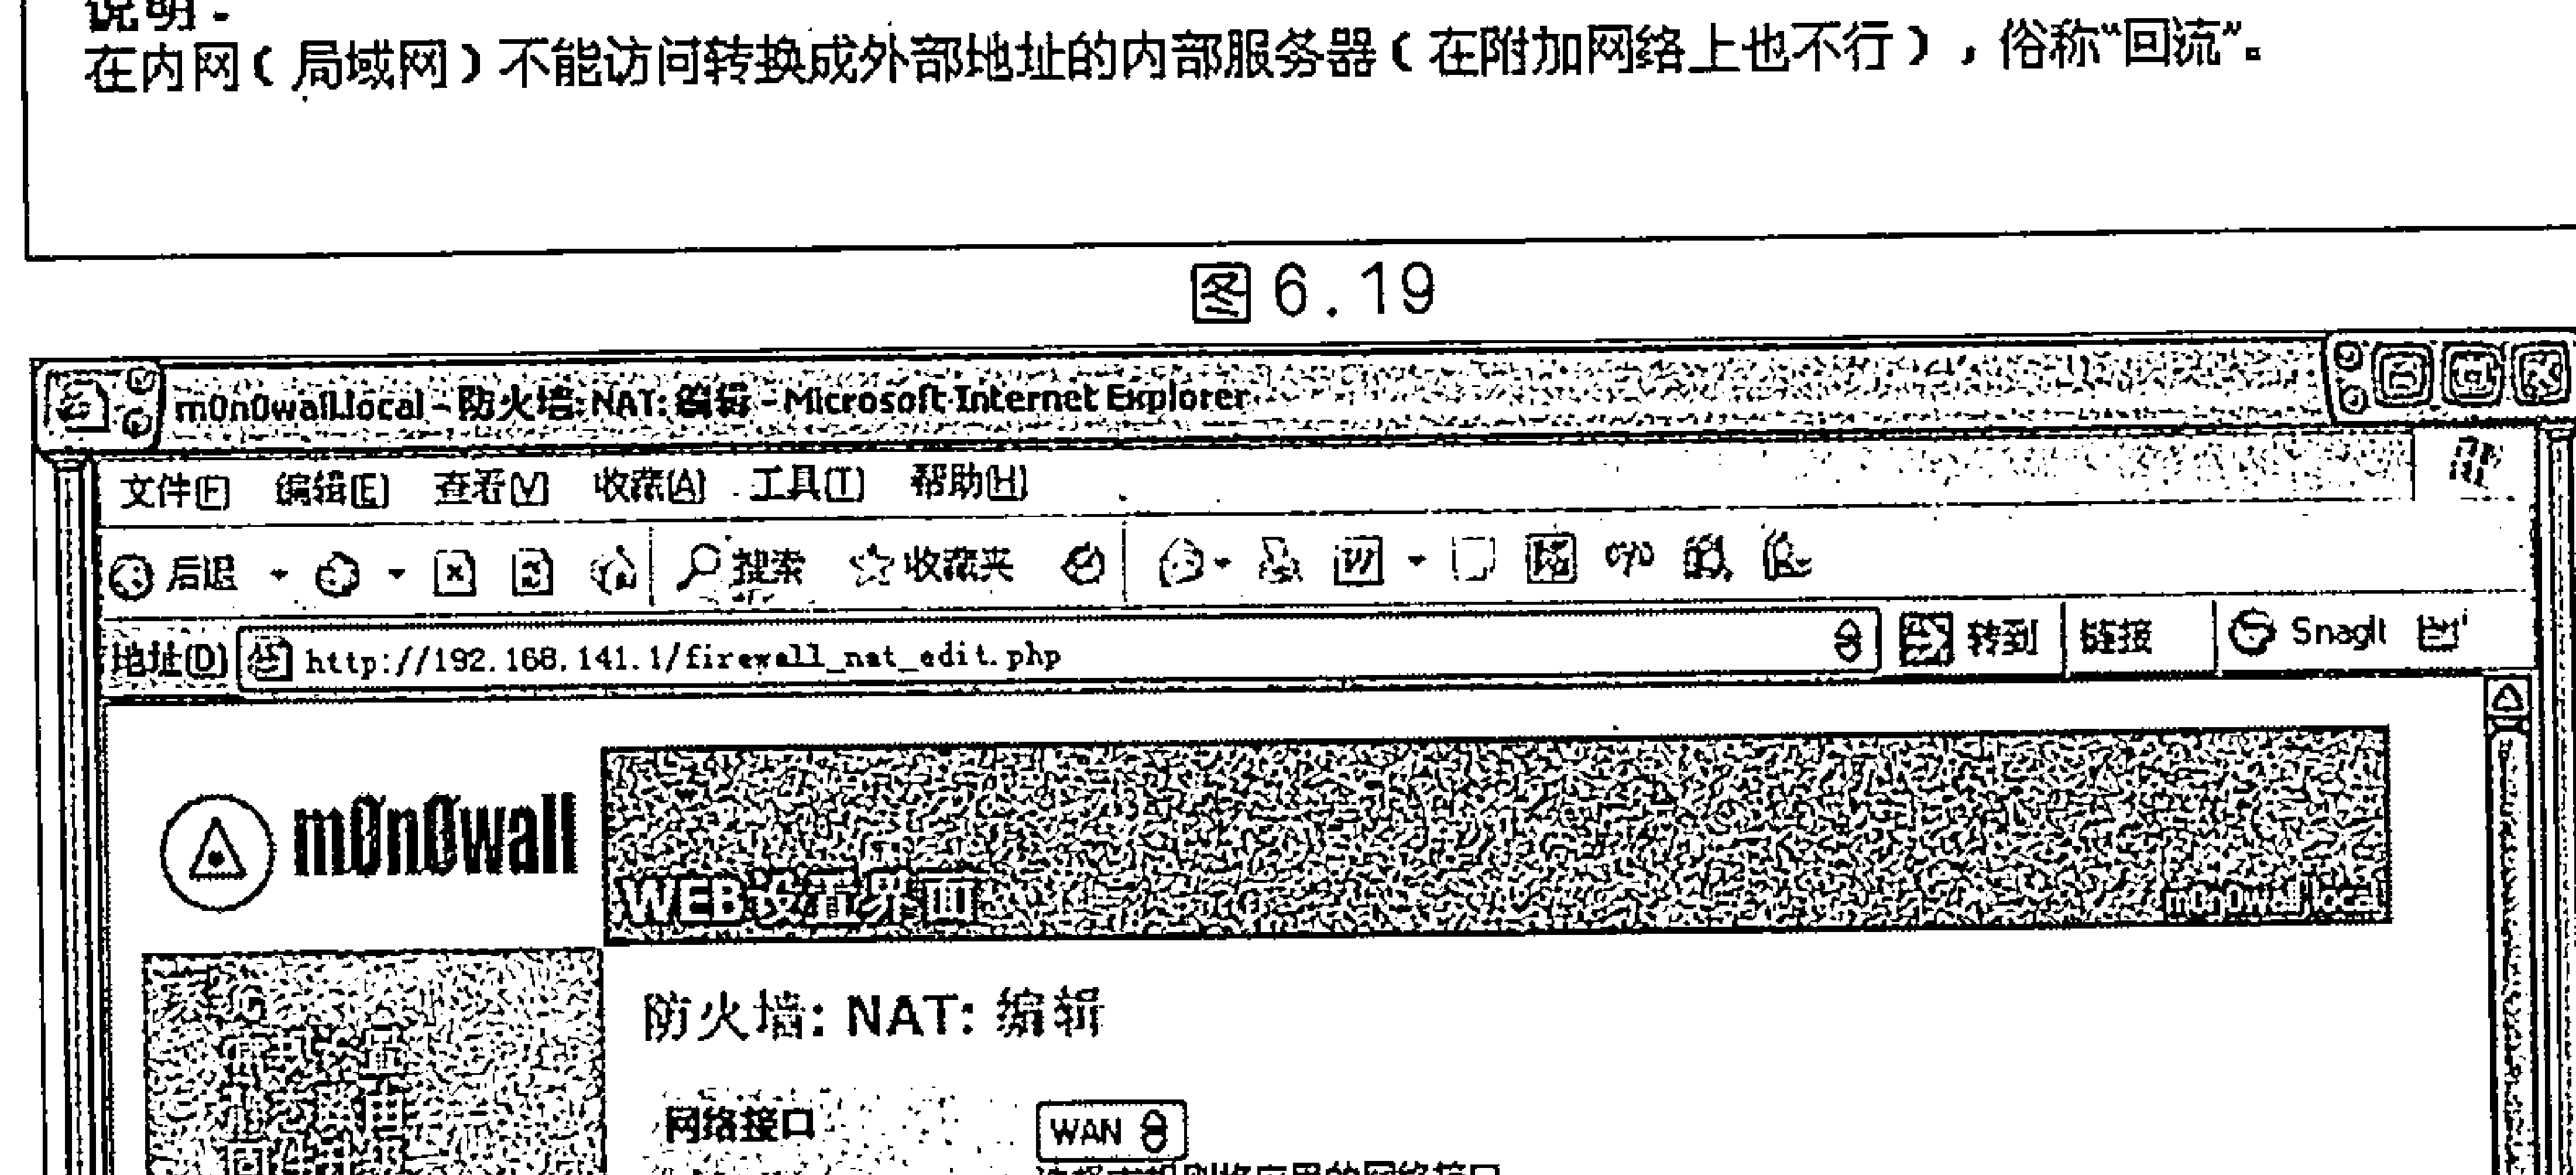 说明：
在内网(局域网)不能访问转换成外部地址的内部服务器(在附加网络上也不行)，俗称“回流”。
图6.19
m0n0wall.local - 防火墙: NAT: 编辑 - Microsoft Internet Explorer
文件(F) 编辑(E) 查看(V) 收藏(A) 工具(T) 帮助(H)
后退 搜索 收藏夹
地址(D) http://192.168.141.1/firewall_nat_edit.php 转到 链接 SnagIt
m0n0wall
WEB设置界面 m0n0wall.local
系统
防火墙: NAT: 编辑
网络接口 WAN